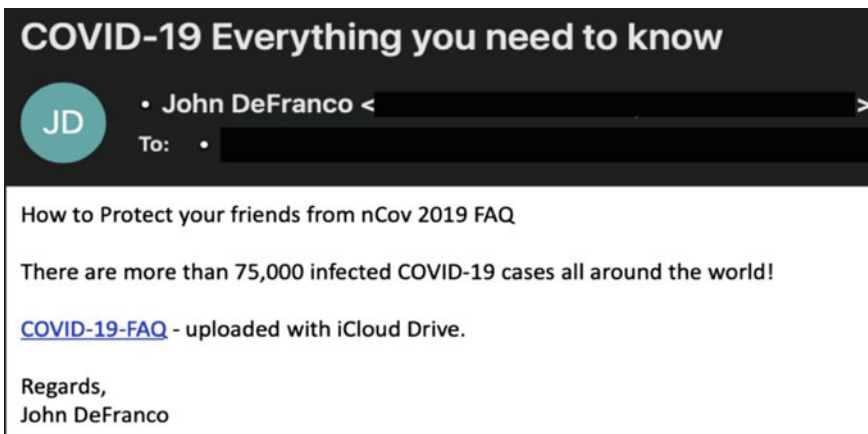 COVID-19 Everything you need to know
JD
• John DeFranco < >
To: •
How to Protect your friends from nCov 2019 FAQ
There are more than 75,000 infected COVID-19 cases all around the world!
COVID-19-FAQ - uploaded with iCloud Drive.
Regards,
John DeFranco